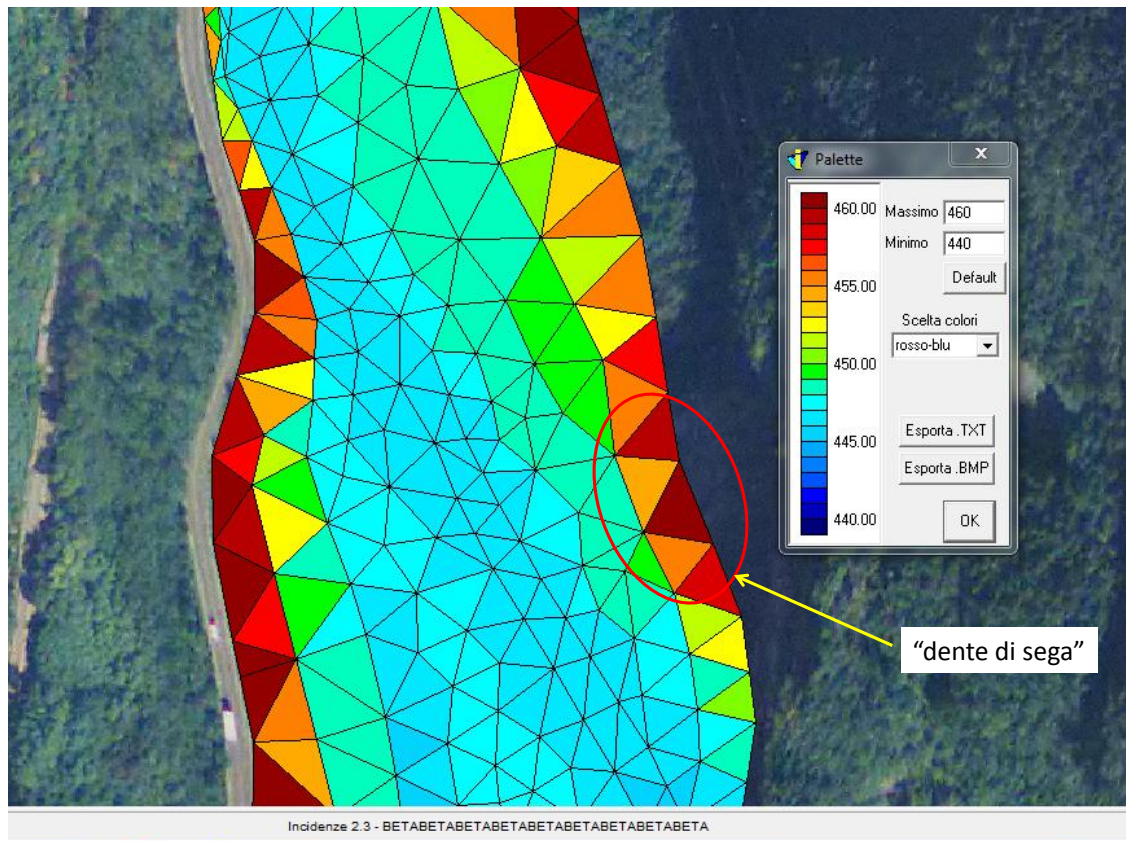 Palette
x
460.00
Massimo 460
Minimo 440
Default
455.00
Scelta colori
rosso-blu
450.00
Esporta .TXT
445.00
Esporta .BMP
440.00
OK
“dente di sega”
Incidenze 2.3 - BETABETABETABETABETABETABETABETABETABETA